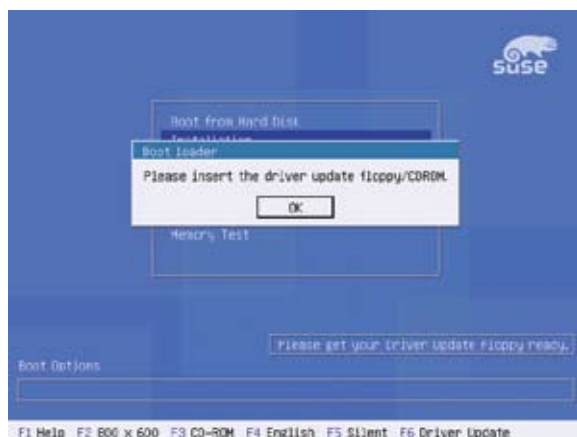 suse
Boot from Hard Disk
Installation
Boot loader
Please insert the driver update floppy/CDROM.
OK
Memory Test
Please get your Driver Update Floppy ready.
Boot Options
F1 Help F2 800 x 600 F3 CD-ROM F4 English F5 Silent F6 Driver Update